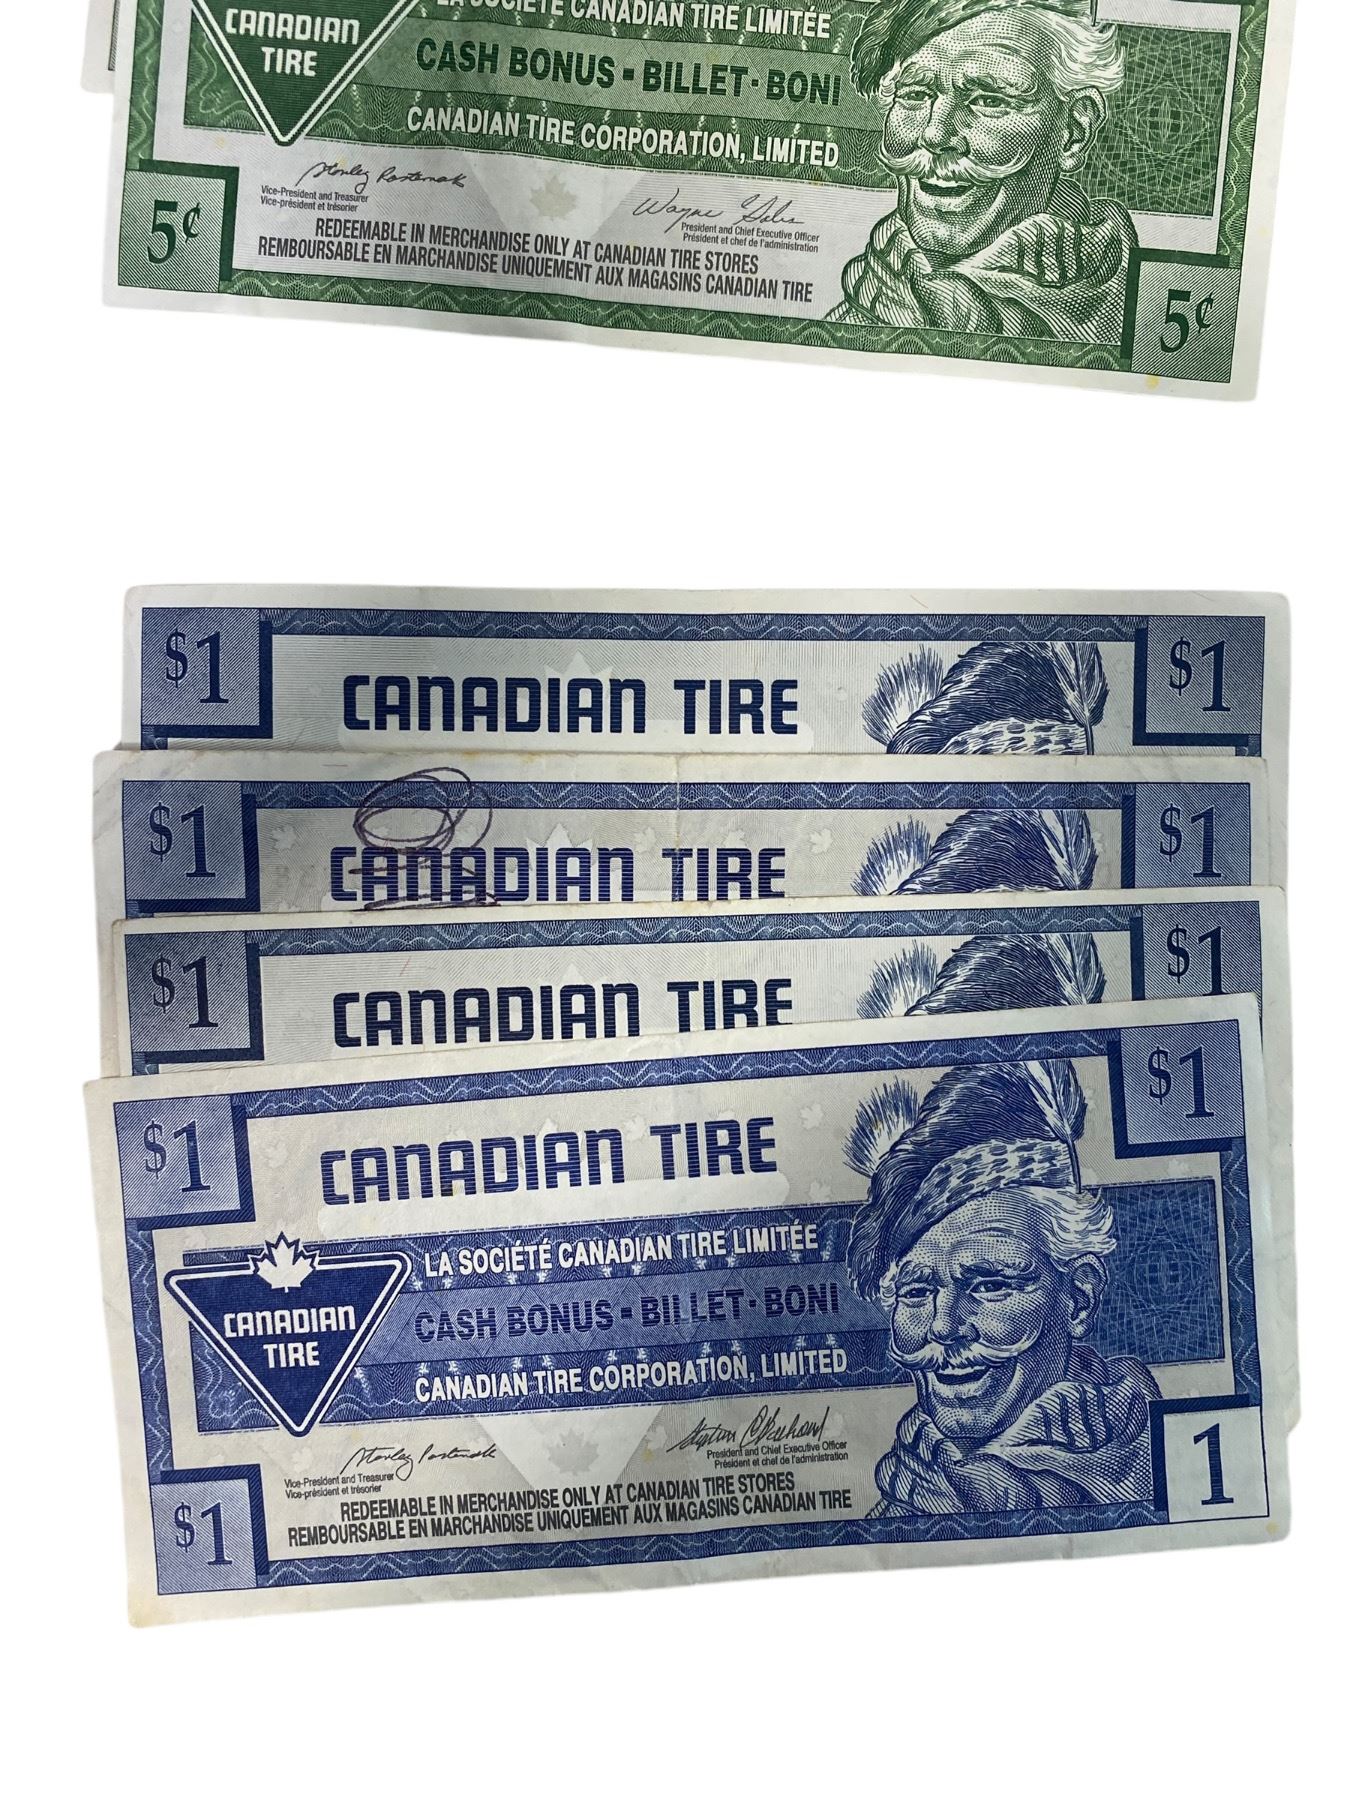 LA SOCIÉTÉ CANADIAN TIRE LIMITÉE
CANADIAN
TIRE
CASH BONUS - BILLET - BONI
CANADIAN TIRE CORPORATION, LIMITED
Stanley Pasternak
Vice-President and Treasurer
Vice-président et trésorier
Wayne
President and Chief Executive Officer
Président et chef de l'administration
REDEEMABLE IN MERCHANDISE ONLY AT CANADIAN TIRE STORES
REMBOURSABLE EN MARCHANDISE UNIQUEMENT AUX MAGASINS CANADIAN TIRE
5¢
5¢
$1
CANADIAN TIRE
$1
$1
CANADIAN TIRE
$1
$1
CANADIAN TIRE
$1
$1
CANADIAN TIRE
$1
LA SOCIÉTÉ CANADIAN TIRE LIMITÉE
CANADIAN
TIRE
CASH BONUS - BILLET - BONI
CANADIAN TIRE CORPORATION, LIMITED
Stanley Pasternak
Vice-President and Treasurer
Vice-président et trésorier
President and Chief Executive Officer
Président et chef de l'administration
REDEEMABLE IN MERCHANDISE ONLY AT CANADIAN TIRE STORES
REMBOURSABLE EN MARCHANDISE UNIQUEMENT AUX MAGASINS CANADIAN TIRE
$1
1